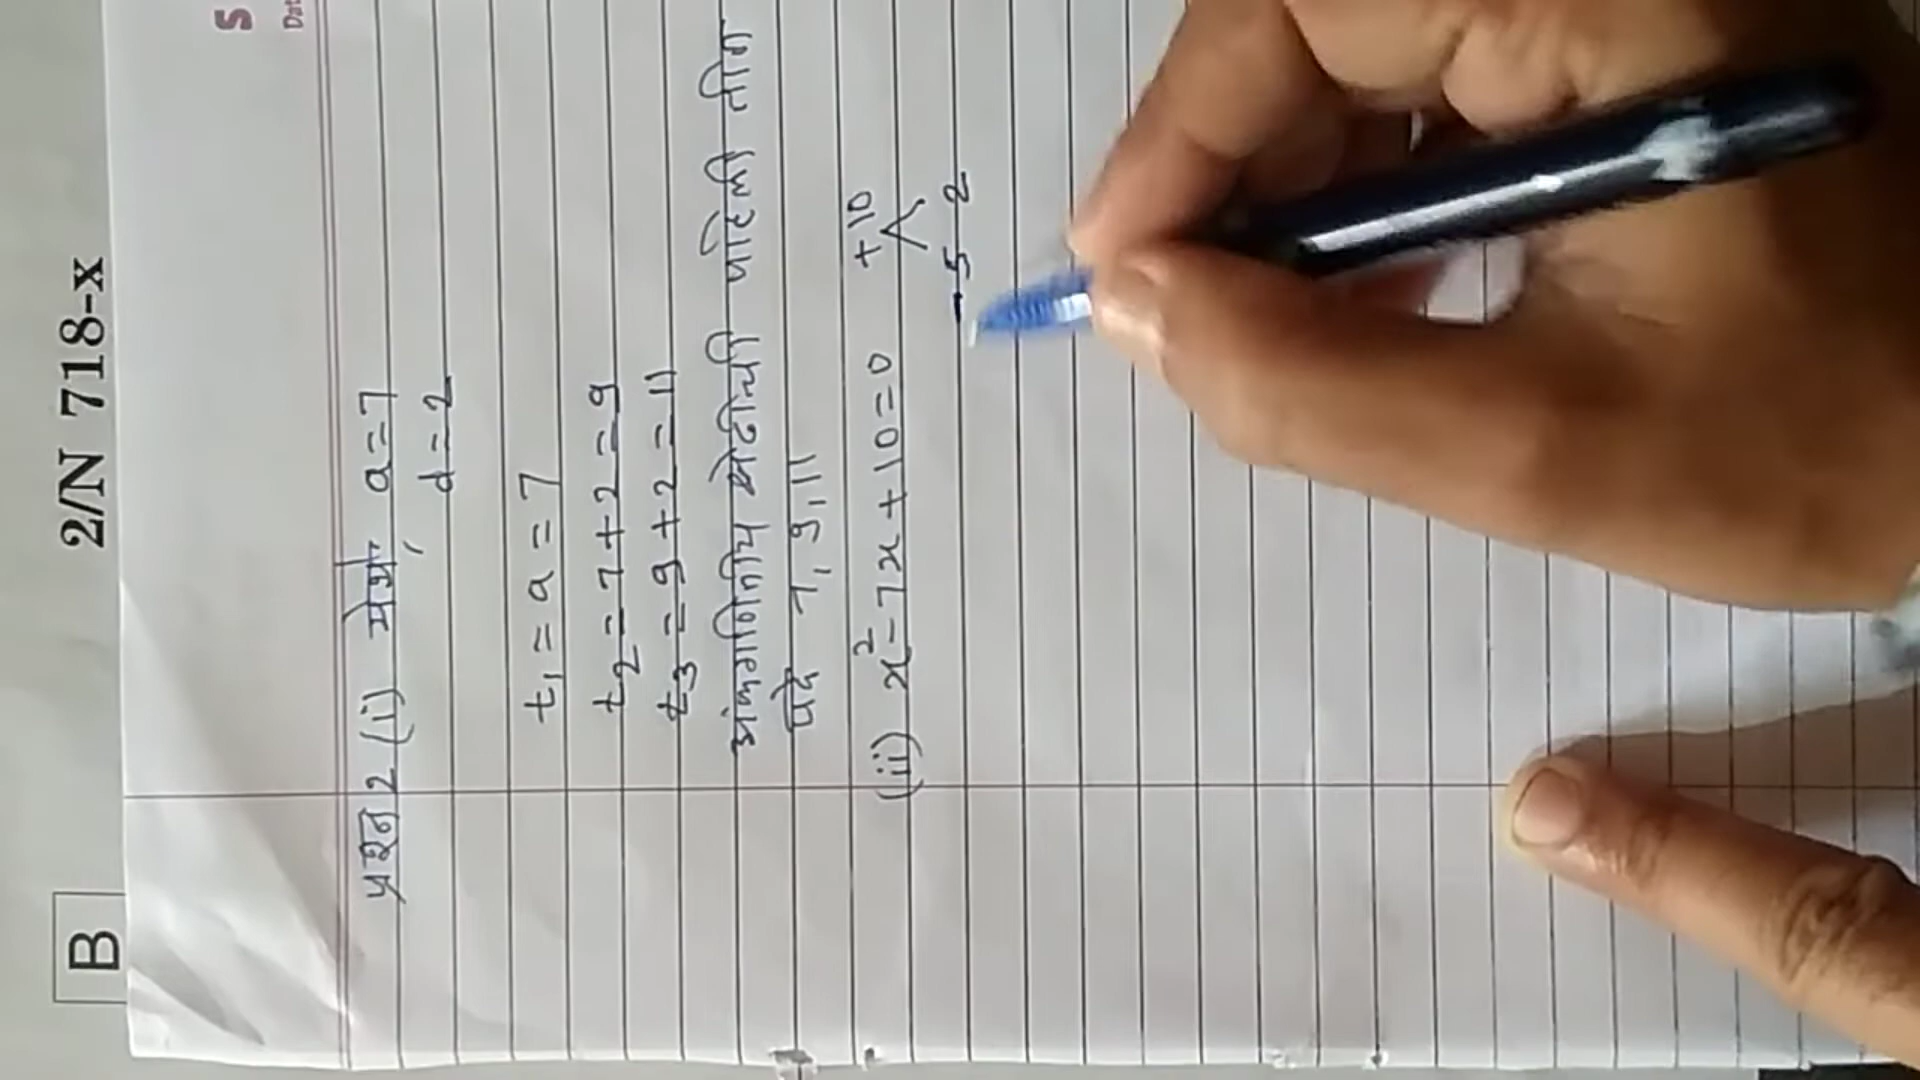 B 2/N 718-x
S
Dat
प्रश्न 2 (i) येथे, a=7
d=2
t₁ = a = 7
t₂ = 7+2 = 9
t₃ = 9+2 = 11
अंकगणितीय श्रेढीची पहिली तीन
पदे 7, 9, 11
(ii) x²-7x+10=0 +10
-5 2